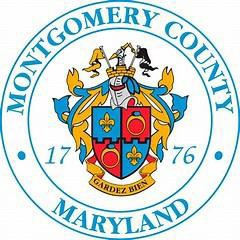 MONTGOMERY COUNTY
17 76
GARDEZ BIEN
MARYLAND